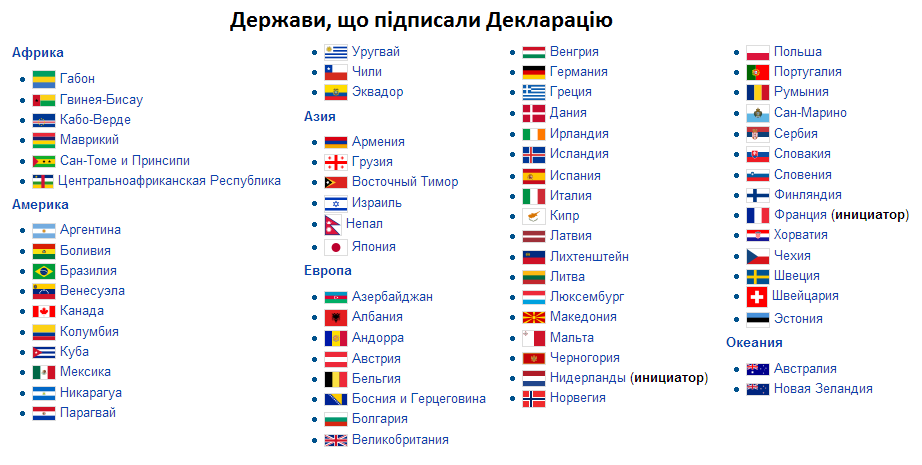 Держави, що підписали Декларацію
Африка
Габон
Гвинея-Бисау
Кабо-Верде
Маврикий
Сан-Томе и Принсипи
Центральноафриканская Республика
Америка
Аргентина
Боливия
Бразилия
Венесуэла
Канада
Колумбия
Куба
Мексика
Никарагуа
Парагвай
Уругвай
Чили
Эквадор
Азия
Армения
Грузия
Восточный Тимор
Израиль
Непал
Япония
Европа
Азербайджан
Албания
Андорра
Австрия
Бельгия
Босния и Герцеговина
Болгария
Великобритания
Венгрия
Германия
Греция
Дания
Ирландия
Исландия
Испания
Италия
Кипр
Латвия
Лихтенштейн
Литва
Люксембург
Македония
Мальта
Черногория
Нидерланды (инициатор)
Норвегия
Польша
Португалия
Румыния
Сан-Марино
Сербия
Словакия
Словения
Финляндия
Франция (инициатор)
Хорватия
Чехия
Швеция
Швейцария
Эстония
Океания
Австралия
Новая Зеландия